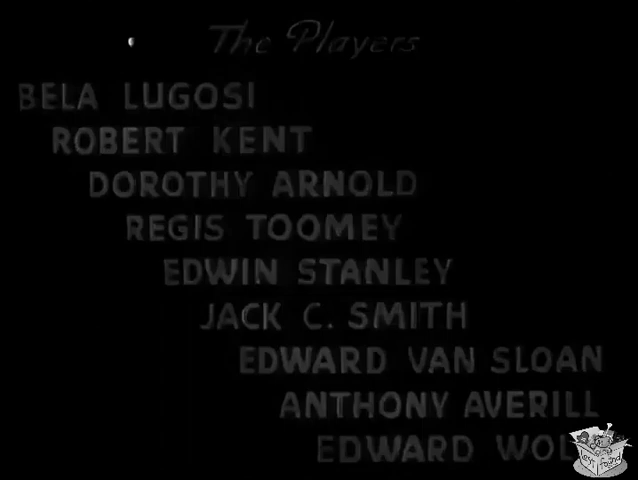 The Players
BELA LUGOSI
ROBERT KENT
DOROTHY ARNOLD
REGIS TOOMEY
EDWIN STANLEY
JACK C. SMITH
EDWARD VAN SLOAN
ANTHONY AVERILL
EDWARD